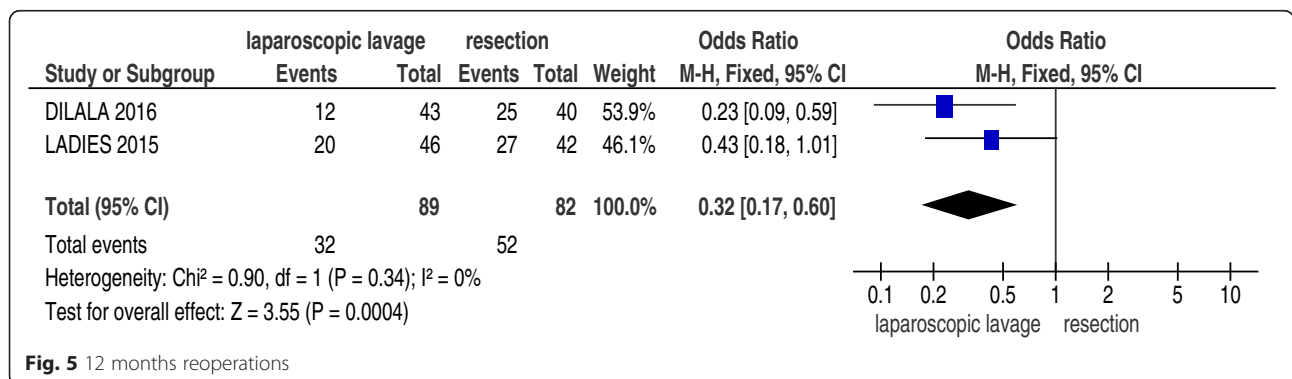 laparoscopic lavage resection Odds Ratio Odds Ratio
Study or Subgroup Events Total Events Total Weight M-H, Fixed, 95% CI M-H, Fixed, 95% CI
DILALA 2016 12 43 25 40 53.9% 0.23 [0.09, 0.59]
LADIES 2015 20 46 27 42 46.1% 0.43 [0.18, 1.01]
Total (95% CI) 89 82 100.0% 0.32 [0.17, 0.60]
Total events 32 52
Heterogeneity: Chi² = 0.90, df = 1 (P = 0.34); I² = 0%
Test for overall effect: Z = 3.55 (P = 0.0004)
0.1 0.2 0.5 1 2 5 10
laparoscopic lavage resection
Fig. 5 12 months reoperations